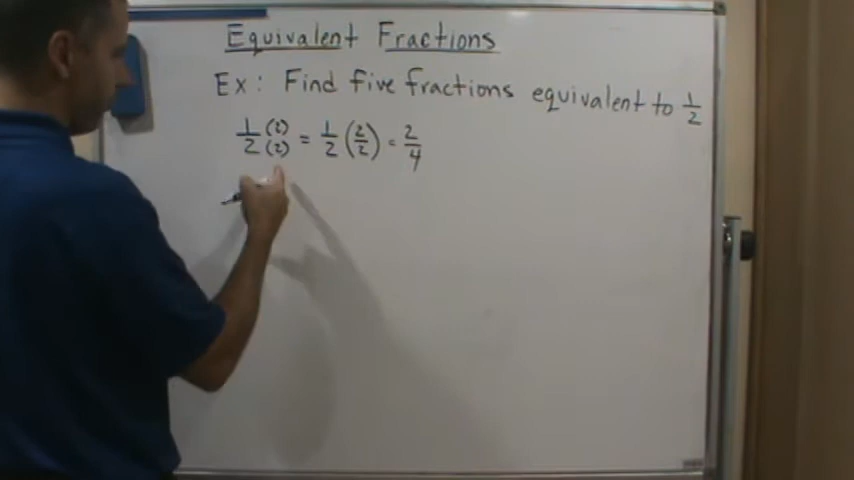 Equivalent Fractions
Ex: Find five fractions equivalent to 1/2
1(2)/2(2) = 1/2 (2/2) = 2/4